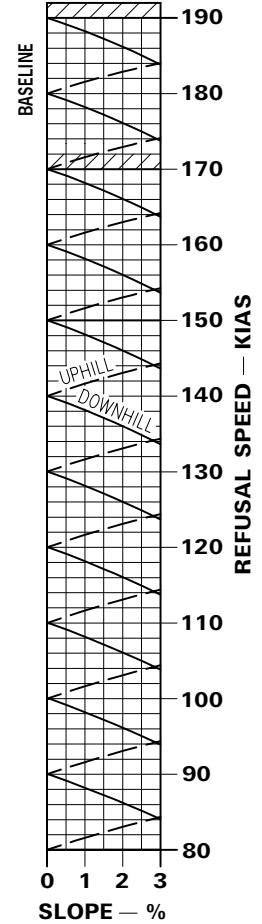 190
BASELINE
180
170
160
150
UPHILL
140
DOWNHILL
130
120
110
100
90
80
REFUSAL SPEED — KIAS
0 1 2 3
SLOPE — %